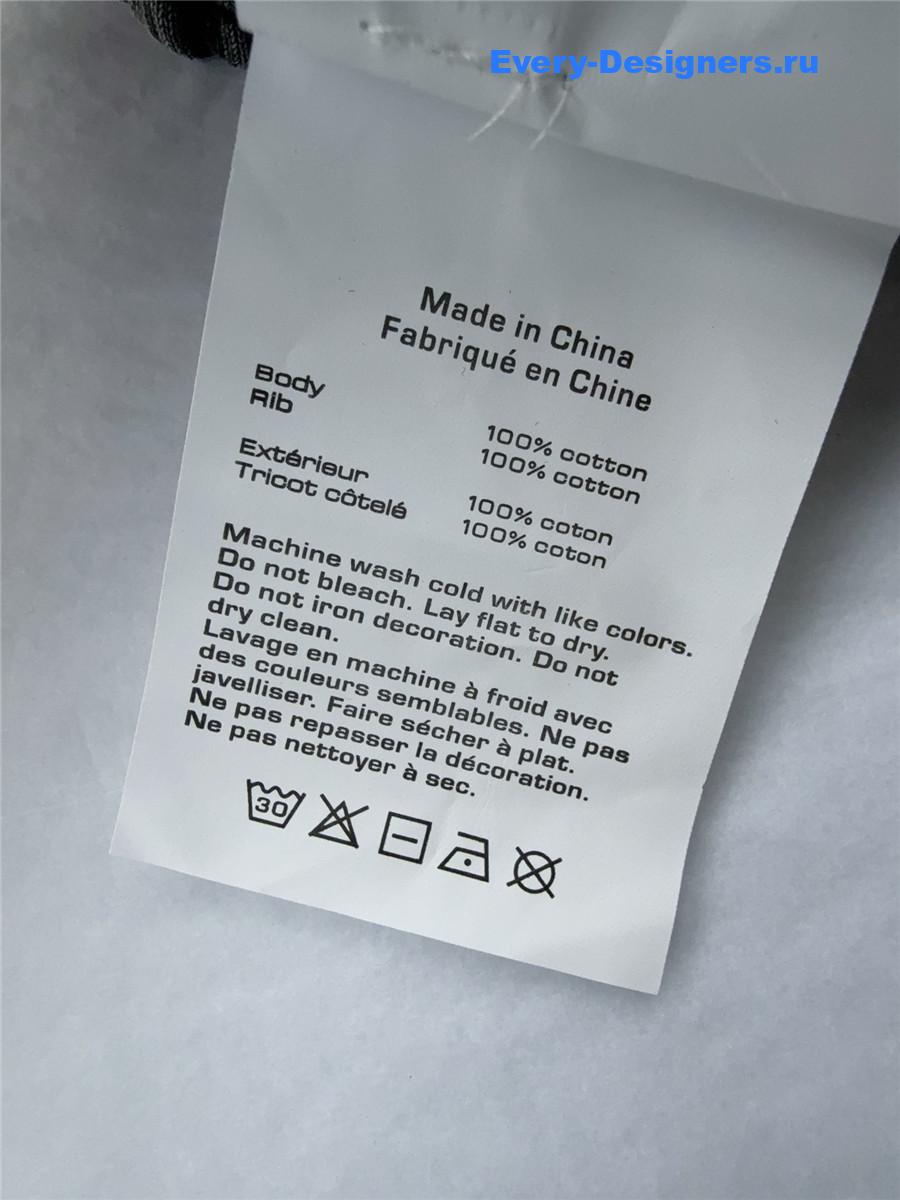 Every-Designers.ru
Made in China
Fabriqué en Chine
Body 100% cotton
Rib 100% cotton
Extérieur 100% coton
Tricot côtelé 100% coton
Machine wash cold with like colors.
Do not bleach. Lay flat to dry.
Do not iron decoration. Do not
dry clean.
Lavage en machine à froid avec
des couleurs semblables. Ne pas
javelliser. Faire sécher à plat.
Ne pas repasser la décoration.
Ne pas nettoyer à sec.
30